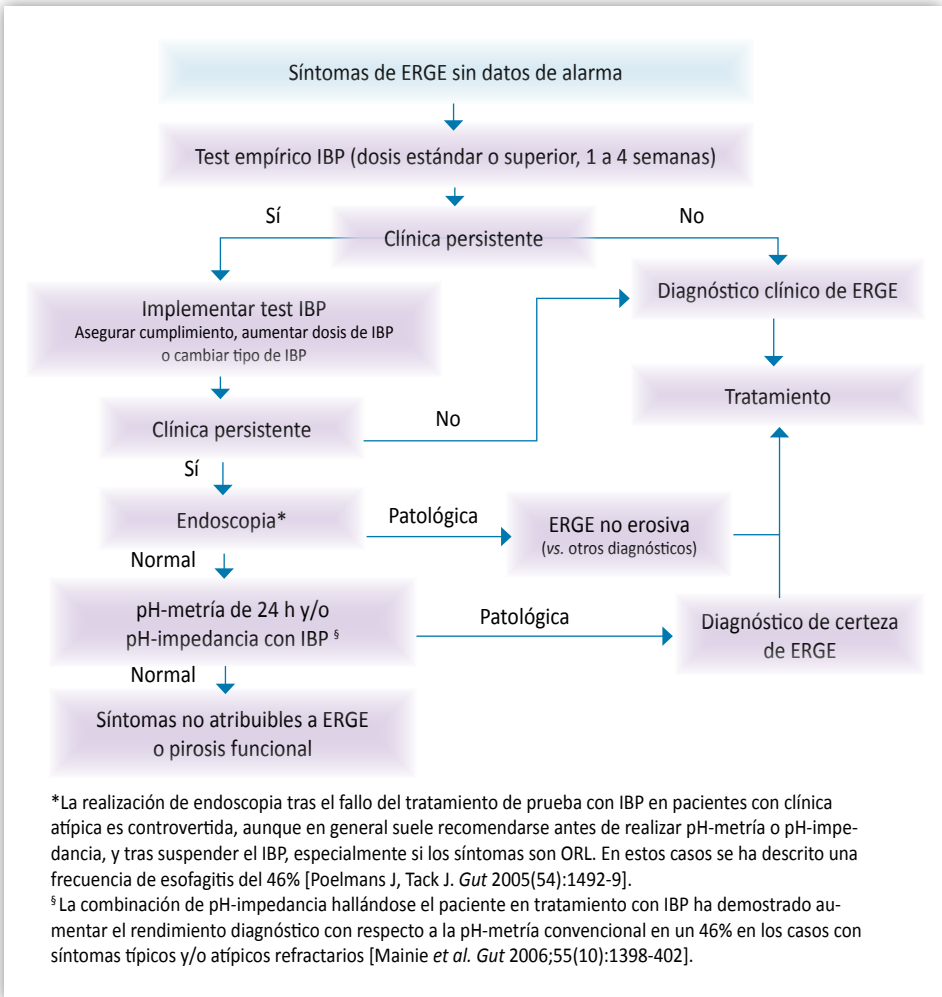 Síntomas de ERGE sin datos de alarma
Test empírico IBP (dosis estándar o superior, 1 a 4 semanas)
Sí
No
Clínica persistente
Implementar test IBP
Asegurar cumplimiento, aumentar dosis de IBP
o cambiar tipo de IBP
Diagnóstico clínico de ERGE
Tratamiento
Clínica persistente
No
Sí
Endoscopia*
Patológica
ERGE no erosiva
(vs. otros diagnósticos)
Normal
pH-metría de 24 h y/o
pH-impedancia con IBP §
Patológica
Diagnóstico de certeza
de ERGE
Normal
Síntomas no atribuibles a ERGE
o pirosis funcional
*La realización de endoscopia tras el fallo del tratamiento de prueba con IBP en pacientes con clínica
atípica es controvertida, aunque en general suele recomendarse antes de realizar pH-metría o pH-impe-
dancia, y tras suspender el IBP, especialmente si los síntomas son ORL. En estos casos se ha descrito una
frecuencia de esofagitis del 46% [Poelmans J, Tack J. Gut 2005(54):1492-9].
§ La combinación de pH-impedancia hallándose el paciente en tratamiento con IBP ha demostrado au-
mentar el rendimiento diagnóstico con respecto a la pH-metría convencional en un 46% en los casos con
síntomas típicos y/o atípicos refractarios [Mainie et al. Gut 2006;55(10):1398-402].